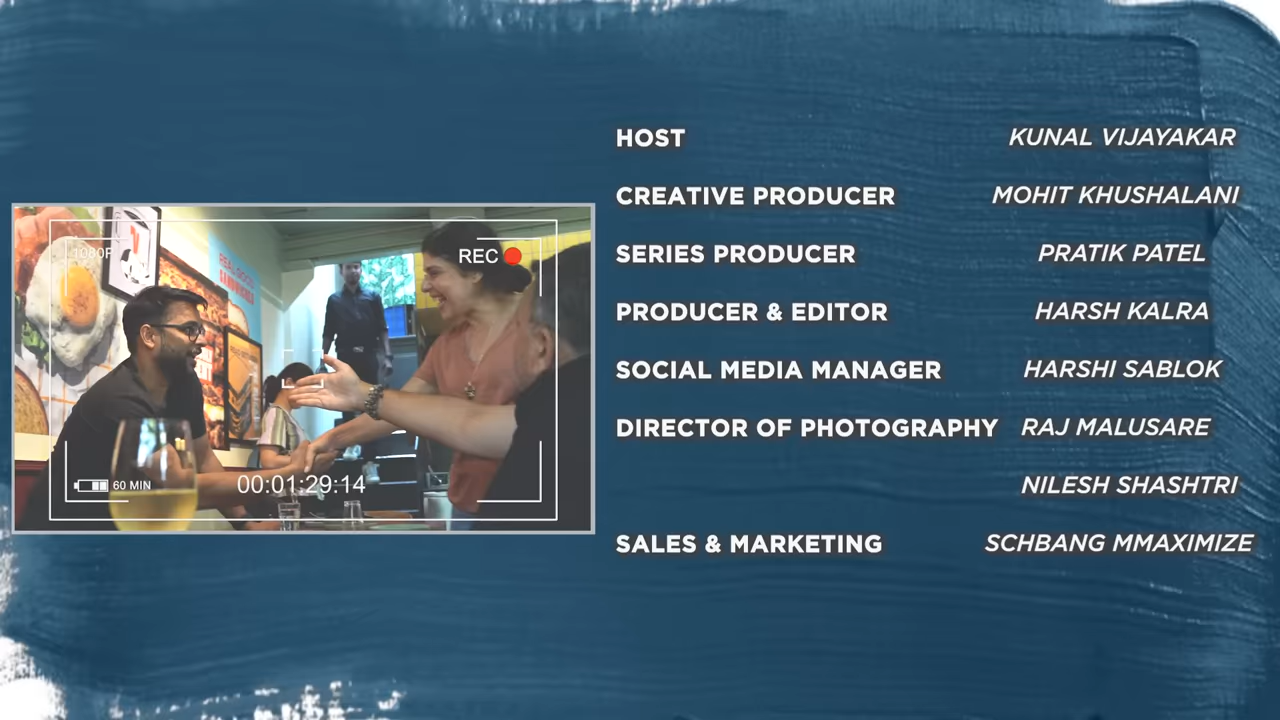 HOST KUNAL VIJAYAKAR
CREATIVE PRODUCER MOHIT KHUSHALANI
SERIES PRODUCER PRATIK PATEL
PRODUCER & EDITOR HARSH KALRA
SOCIAL MEDIA MANAGER HARSHI SABLOK
DIRECTOR OF PHOTOGRAPHY RAJ MALUSARE
NILESH SHASHTRI
SALES & MARKETING SCHBANG MMAXIMIZE
1080P
REC
REAL GOOD
60 MIN
00:01:29:14